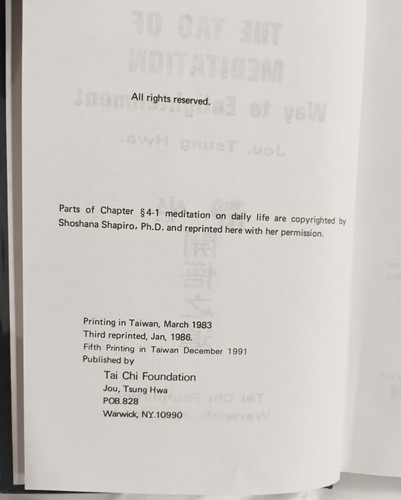 All rights reserved.
Parts of Chapter §4-1 meditation on daily life are copyrighted by
Shoshana Shapiro, Ph.D. and reprinted here with her permission.
Printing in Taiwan, March 1983
Third reprinted, Jan, 1986.
Fifth Printing in Taiwan December 1991
Published by
Tai Chi Foundation
Jou, Tsung Hwa
POB.828
Warwick, NY.10990